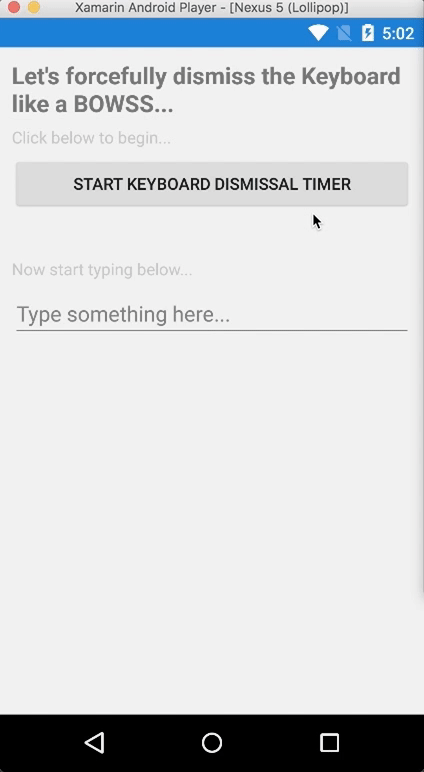 Xamarin Android Player - [Nexus 5 (Lollipop)]
5:02
Let's forcefully dismiss the Keyboard
like a BOWSS...
Click below to begin...
START KEYBOARD DISMISSAL TIMER
Now start typing below...
Type something here...